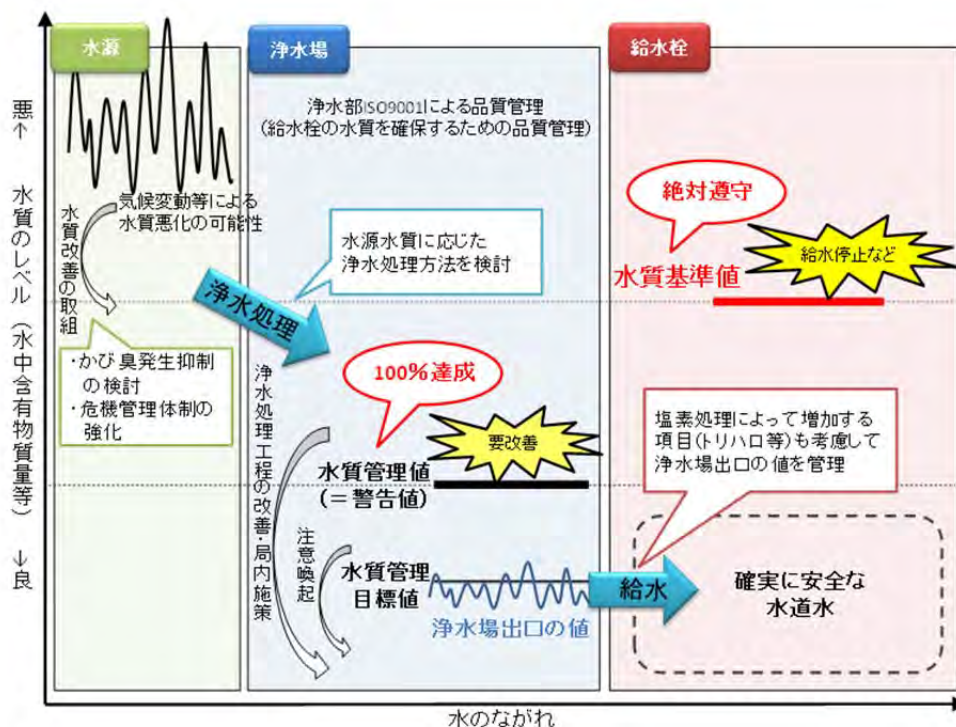 水源
浄水場
給水栓
悪↑
水質のレベル（水中含有物質量等）
↓良
浄水部ISO9001による品質管理
(給水栓の水質を確保するための品質管理)
気候変動等による
水質悪化の可能性
水質改善の取組
・かび臭発生抑制
の検討
・危機管理体制の
強化
水源水質に応じた
浄水処理方法を検討
浄水処理
絶対遵守
水質基準値
給水停止など
100％達成
浄水処理工程の改善・局内施策
水質管理値
(＝警告値)
要改善
注意喚起
水質管理
目標値
浄水場出口の値
塩素処理によって増加する
項目(トリハロ等)も考慮して
浄水場出口の値を管理
給水
確実に安全な
水道水
水のながれ